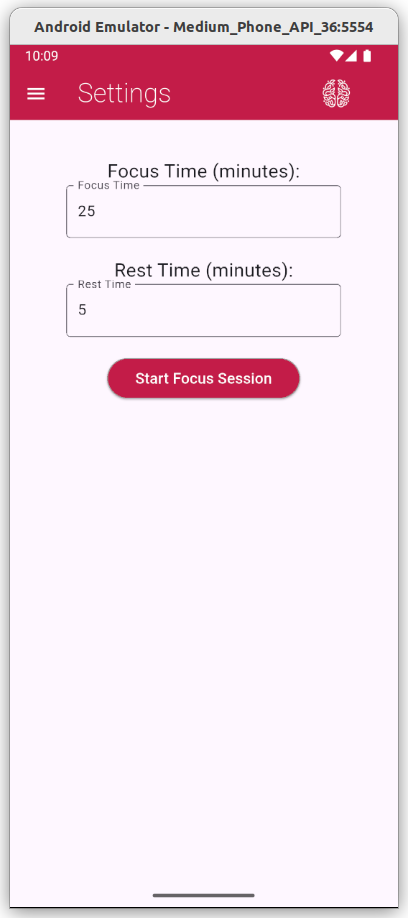 Android Emulator - Medium_Phone_API_36:5554
10:09
Settings
Focus Time (minutes):
Focus Time
25
Rest Time (minutes):
Rest Time
5
Start Focus Session